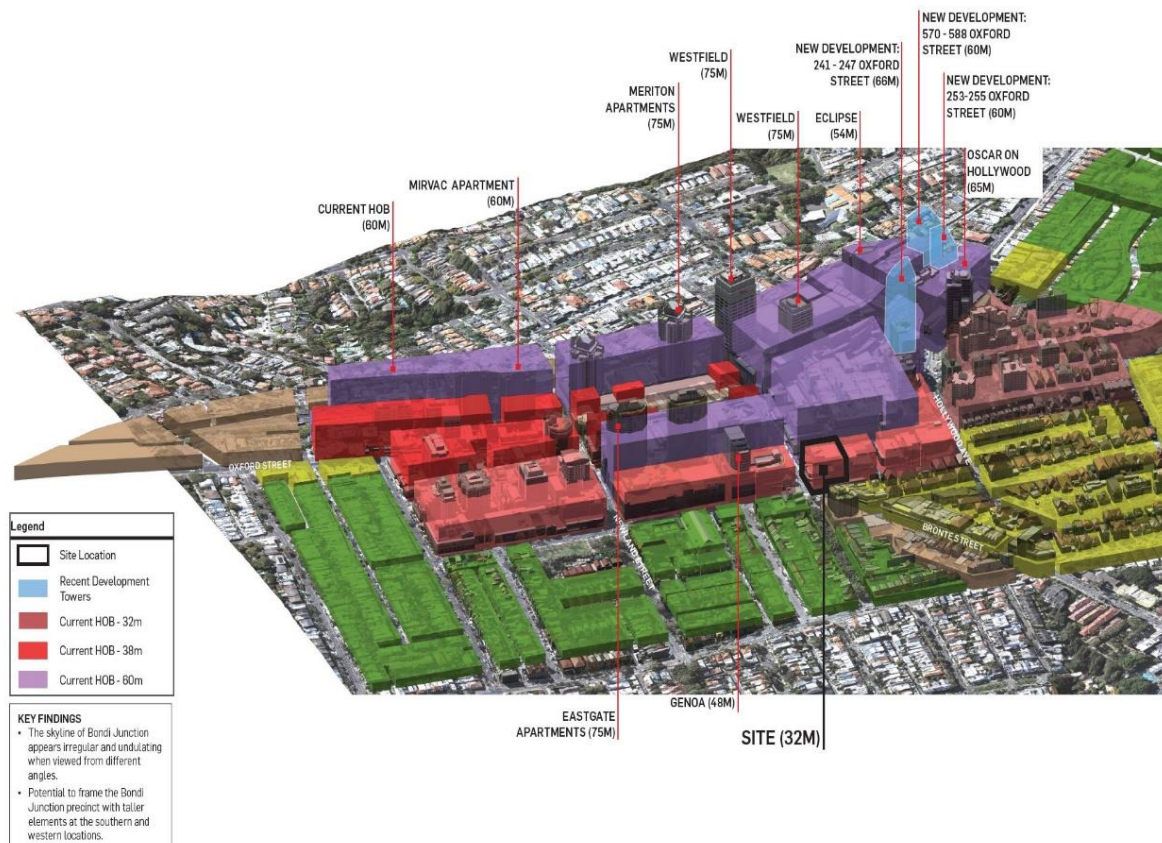 NEW DEVELOPMENT:
570 - 588 OXFORD
STREET (60M)
NEW DEVELOPMENT:
241 - 247 OXFORD
STREET (66M)
WESTFIELD
(75M)
NEW DEVELOPMENT:
253-255 OXFORD
STREET (60M)
MERITON
APARTMENTS
(75M)
WESTFIELD
(75M)
ECLIPSE
(54M)
OSCAR ON
HOLLYWOOD
(65M)
MIRVAC APARTMENT
(60M)
CURRENT HOB
(60M)
OXFORD STREET
NEWLAND STREET
HOLLYWOOD AV
BRONTE STREET
Legend
Site Location
Recent Development
Towers
Current HOB - 32m
Current HOB - 38m
Current HOB - 60m
EASTGATE
APARTMENTS (75M)
GENOA (48M)
SITE (32M)
KEY FINDINGS
• The skyline of Bondi Junction
appears irregular and undulating
when viewed from different
angles.
• Potential to frame the Bondi
Junction precinct with taller
elements at the southern and
western locations.